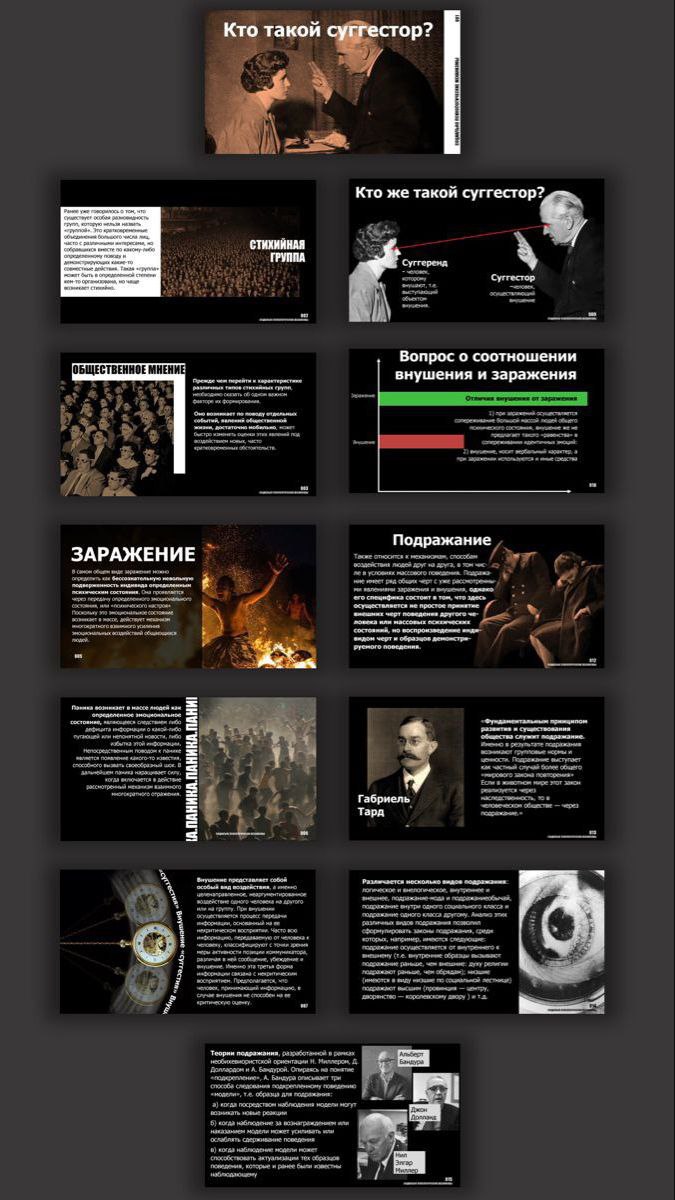 Кто такой суггестор?
001
Ранее уже говорилось о том, что
существует особая разновидность
групп, которую нельзя назвать
«группой». Это кратковременные
объединения большого числа лиц,
часто с различными интересами, но
собравшихся вместе по какому-либо
определенному поводу и
демонстрирующих какие-то
совместные действия. Такая «группа»
может быть в определенной степени
кем-то организована, но чаще
возникает стихийно.
СТИХИЙНАЯ
ГРУППА
002
Кто же такой суггестор?
Суггеренд
- человек,
которому
внушают, т.е.
выступающий
объектом
внушения.
Суггестор
-человек,
осуществляющий
внушение
009
ОБЩЕСТВЕННОЕ МНЕНИЕ
Прежде чем перейти к характеристике
различных типов стихийных групп,
необходимо сказать об одном важном
факторе их формирования.
Оно возникает по поводу отдельных
событий, явлений общественной
жизни, достаточно мобильно, может
быстро изменять оценки этих явлений под
воздействием новых, часто
кратковременных обстоятельств.
003
Вопрос о соотношении
внушения и заражения
Заражение
Отличия внушения от заражения
1) при заражении осуществляется
сопереживание большой массой людей общего
психического состояния, внушение же не
предлагает такого «равенства» в
сопереживании идентичных эмоций:
Внушение
2) внушение, носит вербальный характер, а
при заражении используются и иные средства
010
ЗАРАЖЕНИЕ
В самом общем виде заражение можно
определить как бессознательную невольную
подверженность индивида определенным
психическим состояния. Она проявляется
через передачу определенного эмоционального
состояния, или «психического настроя»
Поскольку это эмоциональное состояние
возникает в массе, действует механизм
многократного взаимного усиления
эмоциональных воздействий общающихся
людей.
005
Подражание
Также относится к механизмам, способам
воздействия людей друг на друга, в том чис-
ле в условиях массового поведения. Подража-
ние имеет ряд общих черт с уже рассмотренны-
ми явлениями заражения и внушения, однако
его специфика состоит в том, что здесь
осуществляется не простое принятие
внешних черт поведения другого че-
ловека или массовых психических
состояний, но воспроизведение инди-
видом черт и образцов демонстри-
руемого поведения.
012
Паника возникает в массе людей как
определенное эмоциональное
состояние, являющееся следствием либо
дефицита информации о какой-либо
пугающей или непонятной новости, либо
избытка этой информации.
Непосредственным поводом к панике
является появление какого-то известия,
способного вызвать своеобразный шок. В
дальнейшем паника наращивает силу,
когда включается в действие
рассмотренный механизм взаимного
многократного отражения.
КА.ПАНИКА.ПАНИКА.ПАНИ
006
Габриель
Тард
«Фундаментальным принципом
развития и существования
общества служит подражание.
Именно в результате подражания
возникают групповые нормы и
ценности. Подражание выступает
как частный случай более общего
«мирового закона повторения»
Если в животном мире этот закон
реализуется через
наследственность, то в
человеческом обществе — через
подражание.»
013
«суггестия» Внушение «суггестия» Внуш
Внушение представляет собой
особый вид воздействия, а именно
целенаправленное, неаргументированное
воздействие одного человека на другого
или на группу. При внушении
осуществляется процесс передачи
информации, основанный на ее
некритическом восприятии. Часто всю
информацию, передаваемую от человека к
человеку, классифицируют с точки зрения
меры активности позиции коммуникатора,
различая в ней сообщение, убеждение и
внушение. Именно эта третья форма
информации связана с некритическим
восприятием. Предполагается, что
человек, принимающий информацию, в
случае внушения не способен на ее
критическую оценку.
007
Различается несколько видов подражания:
логическое и внелогическое, внутреннее и
внешнее, подражание-мода и подражаниеобычай,
подражание внутри одного социального класса и
подражание одного класса другому. Анализ этих
различных видов подражания позволил
сформулировать законы подражания, среди
которых, например, имеются следующие:
подражание осуществляется от внутреннего к
внешнему (т.е. внутренние образы вызывают
подражание раньше, чем внешние: духу религии
подражают раньше, чем обрядам); низшие
(имеются в виду низшие по социальной лестнице)
подражают высшим (провинция — центру,
дворянство — королевскому двору ) и т.д.
014
Теории подражания, разработанной в рамках
необихевиористской ориентации Н. Миллером, Д.
Доллардом и А. Бандурой. Опираясь на понятие
«подкрепление», А. Бандура описывает три
способа следования подкрепленному поведению
«модели», т.е. образца для подражания:
а) когда посредством наблюдения модели могут
возникать новые реакции
б) когда наблюдение за вознаграждением или
наказанием модели может усиливать или
ослаблять сдерживание поведения
в) когда наблюдение модели может
способствовать актуализации тех образцов
поведения, которые и ранее были известны
наблюдающему
Альберт
Бандура
Джон
Доллард
Нил
Элгар
Миллер
015